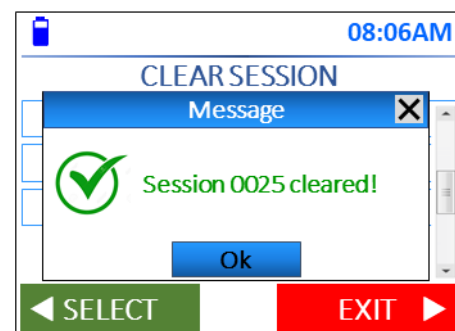 08:06AM
CLEAR SESSION
Message
Session 0025 cleared!
Ok
SELECT
EXIT